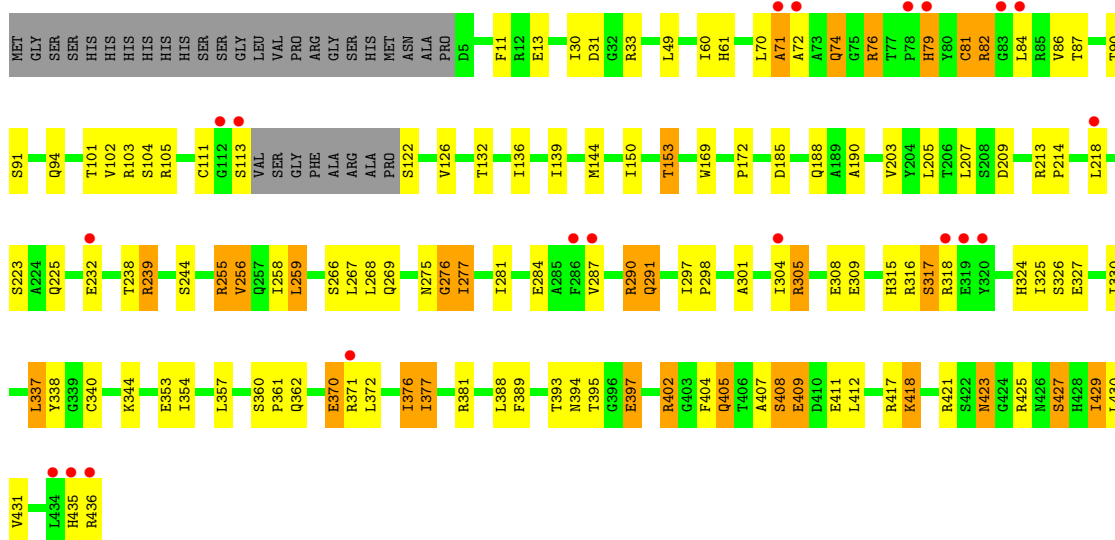 MET GLY SER SER HIS HIS HIS HIS HIS HIS SER SER GLY LEU VAL PRO ARG GLY SER HIS MET ASN ALA PRO D5 F11 R12 E13 I30 D31 G32 R33 L49 I60 H61 L70 A71 A72 A73 Q74 G75 R76 T77 P78 H79 Y80 C81 R82 G83 L84 R85 V86 T87
S91 Q94 T101 V102 R103 S104 R105 C111 G112 S113 VAL SER GLY PHE ALA ARG ALA PRO S122 V126 T132 I136 I139 M144 I150 T153 W169 P172 D185 Q188 A189 A190 V203 Y204 L205 T206 L207 S208 D209 R213 P214 L218
S223 A224 Q225 E232 T238 R239 S244 R255 V256 Q257 I258 L259 S266 L267 L268 Q269 N275 G276 I277 I281 E284 A285 F286 V287 R290 Q291 I297 P298 A301 I304 R305 E308 E309 H315 R316 S317 R318 E319 Y320 H324 I325 S326 E327
L337 Y338 G339 C340 K344 E353 I354 L357 S360 P361 Q362 E370 R371 L372 I376 I377 R381 L388 F389 T393 N394 T395 G396 E397 R402 G403 F404 Q405 T406 A407 S408 E409 D410 E411 L412 R417 K418 R421 S422 N423 G424 R425 N426 S427 H428 I429
V431 L434 H435 R436